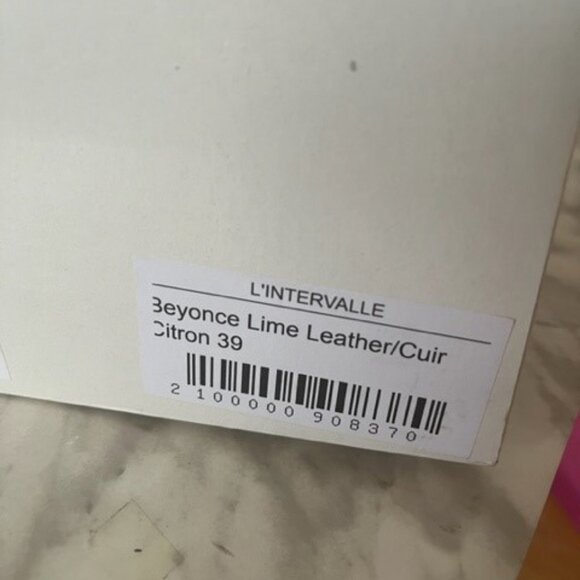 L'INTERVALLE
Beyonce Lime Leather/Cuir
Citron 39
2 100000 908370